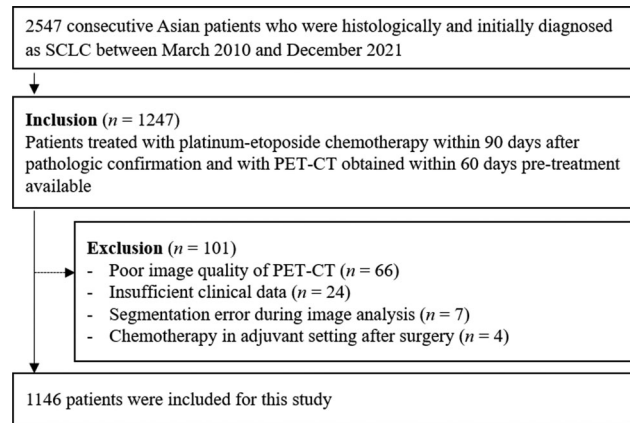 2547 consecutive Asian patients who were histologically and initially diagnosed
as SCLC between March 2010 and December 2021
Inclusion (n = 1247)
Patients treated with platinum-etoposide chemotherapy within 90 days after
pathologic confirmation and with PET-CT obtained within 60 days pre-treatment
available
Exclusion (n = 101)
- Poor image quality of PET-CT (n = 66)
- Insufficient clinical data (n = 24)
- Segmentation error during image analysis (n = 7)
- Chemotherapy in adjuvant setting after surgery (n = 4)
1146 patients were included for this study